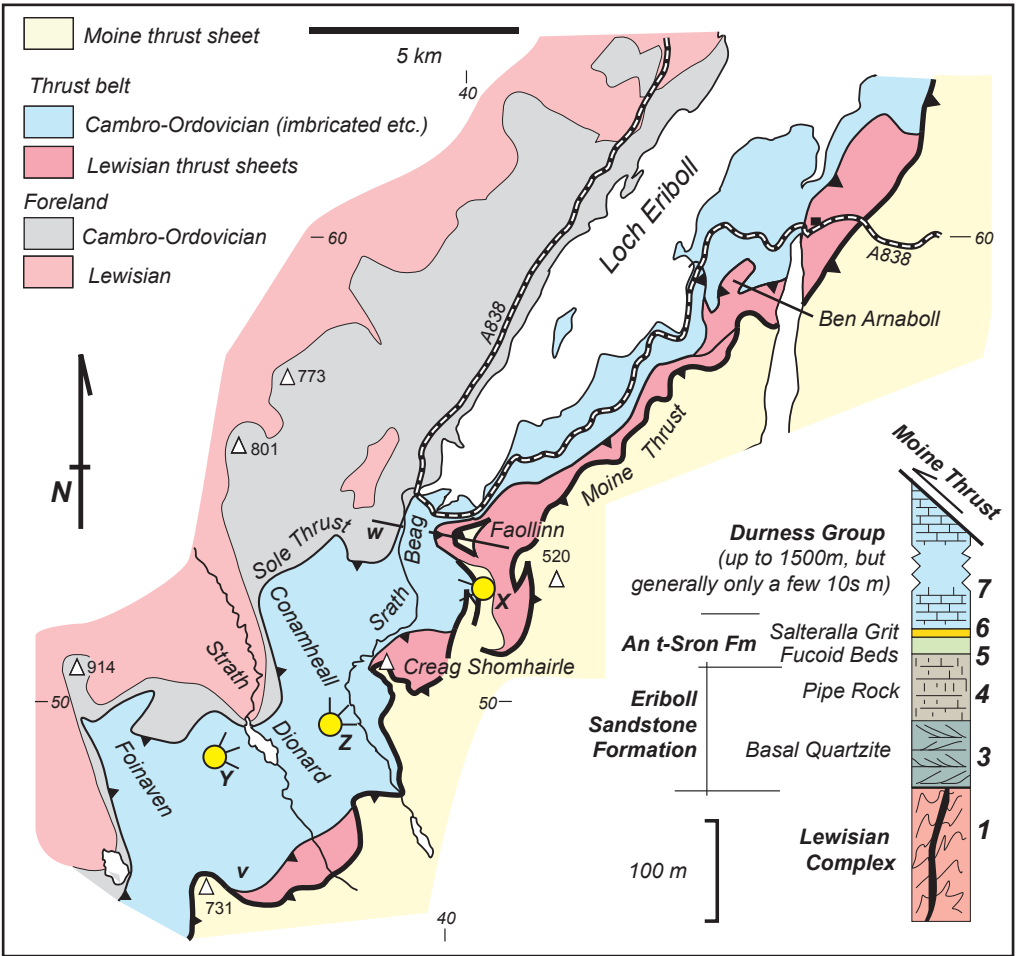 Moine thrust sheet
Thrust belt
Cambro-Ordovician (imbricated etc.)
Lewisian thrust sheets
Foreland
Cambro-Ordovician
Lewisian
5 km
40
60
Loch Eriboll
A838
60
A838
Ben Arnaboll
773
801
N
Moine Thrust
Sole Thrust
w
Beag
Faollinn
520
X
Srath
Conamheall
Strath
Creag Shomhairle
914
50
50
Foinaven
Dionard
Y
Z
v
731
40
Moine Thrust
Durness Group
(up to 1500m, but
generally only a few 10s m)
7
An t-Sron Fm
Salteralla Grit
6
Fucoid Beds
5
Eriboll
Sandstone
Formation
Pipe Rock
4
Basal Quartzite
3
Lewisian
Complex
1
100 m